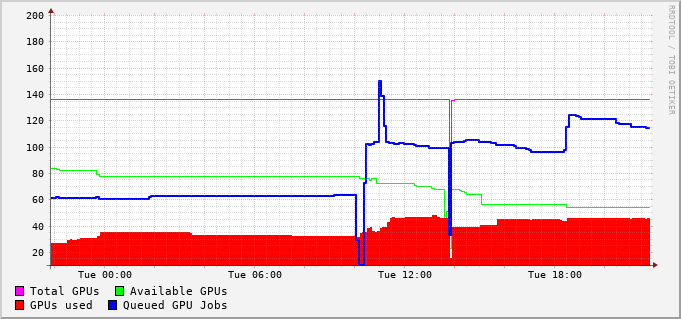 200
180
160
140
120
100
80
60
40
20
Tue 00:00 Tue 06:00 Tue 12:00 Tue 18:00
Total GPUs Available GPUs
GPUs used Queued GPU Jobs
RRDTOOL / TOBI OETIKER